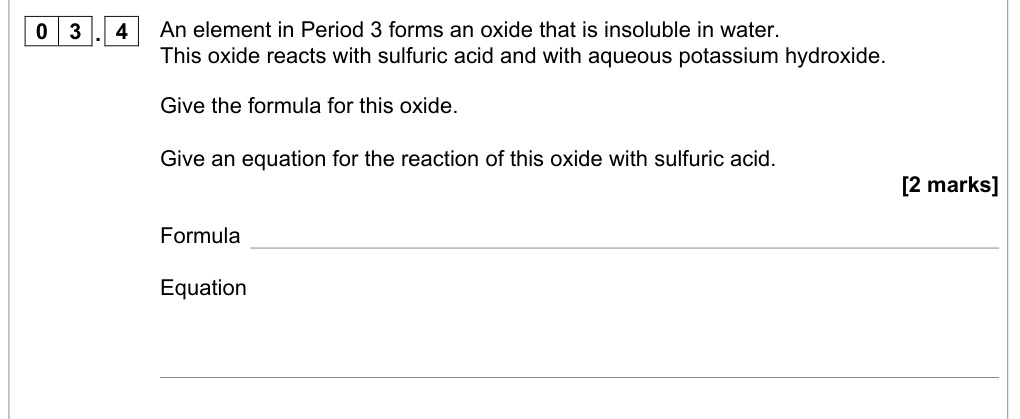 03.4 An element in Period 3 forms an oxide that is insoluble in water.
This oxide reacts with sulfuric acid and with aqueous potassium hydroxide.
Give the formula for this oxide.
Give an equation for the reaction of this oxide with sulfuric acid.
[2 marks]
Formula
Equation